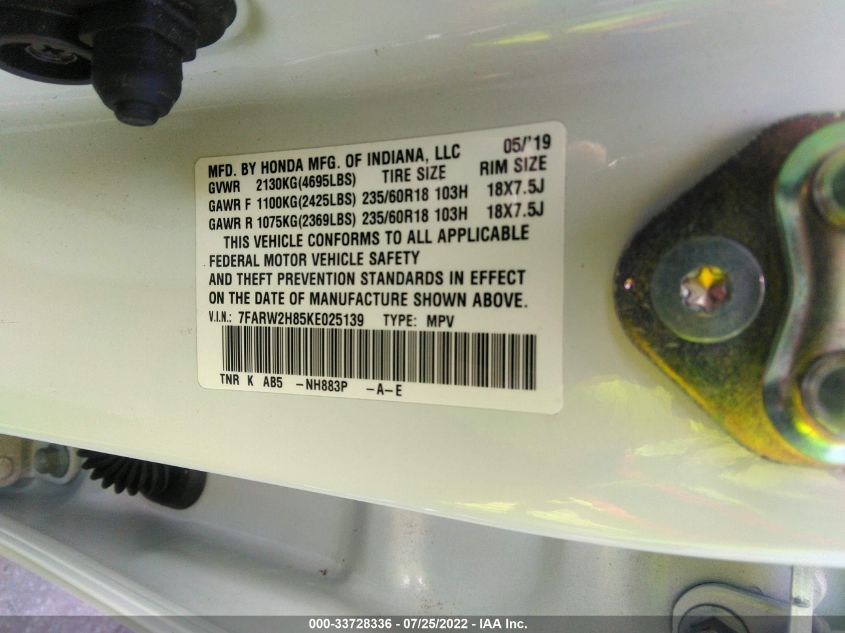 MFD. BY HONDA MFG. OF INDIANA, LLC 05/'19
GVWR 2130KG(4695LBS) TIRE SIZE RIM SIZE
GAWR F 1100KG(2425LBS) 235/60R18 103H 18X7.5J
GAWR R 1075KG(2369LBS) 235/60R18 103H 18X7.5J
THIS VEHICLE CONFORMS TO ALL APPLICABLE
FEDERAL MOTOR VEHICLE SAFETY
AND THEFT PREVENTION STANDARDS IN EFFECT
ON THE DATE OF MANUFACTURE SHOWN ABOVE.
V.I.N.: 7FARW2H85KE025139 TYPE: MPV
TNR K AB5 -NH883P -A-E
000-33728336 - 07/25/2022 - IAA Inc.